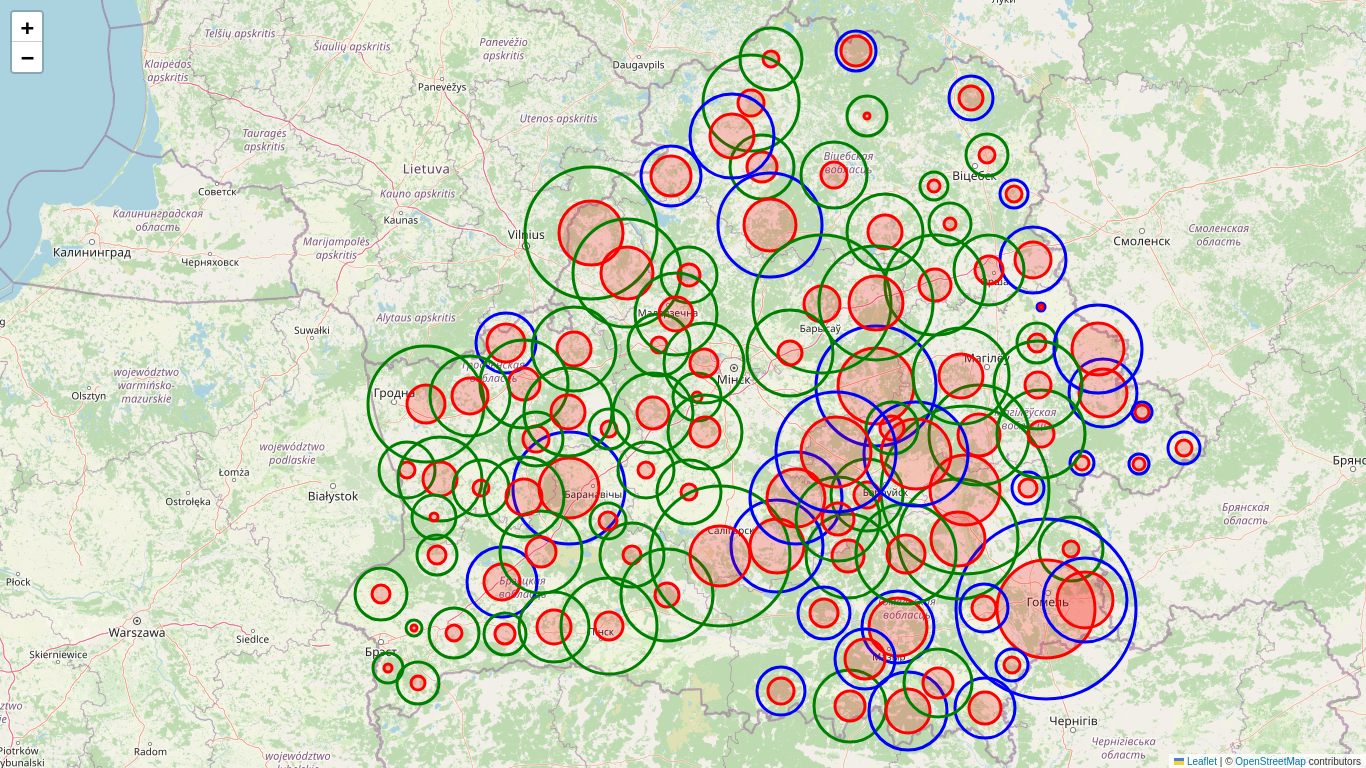 +
−
Луки
Telšių apskritis
Šiaulių apskritis
Panevėžio
apskritis
Klaipėdos
apskritis
Daugavpils
Panevėžys
Utenos apskritis
Tauragės
apskritis
Віцебская
вобласць
Lietuva
Віцебск
Советск
Kauno apskritis
Калининградская
область
Kaunas
Marijampolės
apskritis
Vilnius
Смоленск
Смоленская
область
Калининград
Черняховск
Орша
Маладзечна
Alytaus apskritis
Барысаў
Suwałki
Магілёў
Гродзенская
вобласць
Мінск
województwo
warmińsko-
mazurskie
Гродна
Olsztyn
Магілёўская
вобласць
województwo
podlaskie
Łomża
Брянс
Białystok
Баранавічы
Бабруйск
Ostrołęka
Брянская
область
Салігорск
Płock
Брэсцкая
вобласць
Гомель
Warszawa
Siedlce
Пінск
Skierniewice
Брэст
Мазыр
Чернігів
Piotrków
Trybunalski
Radom
województwo
lubelskie
Чернігівська
область
Leaflet | © OpenStreetMap contributors